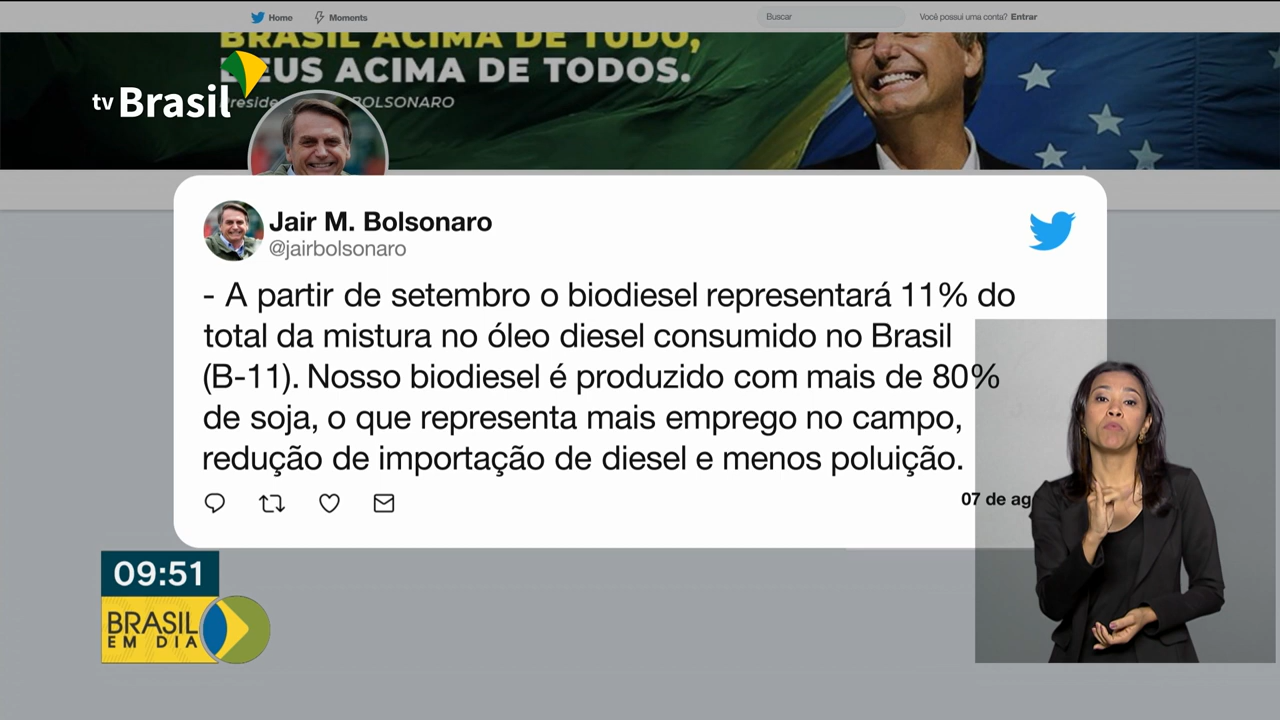 Home
Moments
Buscar
Você possui uma conta? Entrar
BRASIL ACIMA DE TUDO,
DEUS ACIMA DE TODOS.
BOLSONARO
tv Brasil
Jair M. Bolsonaro
@jairbolsonaro
- A partir de setembro o biodiesel representará 11% do
total da mistura no óleo diesel consumido no Brasil
(B-11). Nosso biodiesel é produzido com mais de 80%
de soja, o que representa mais emprego no campo,
redução de importação de diesel e menos poluição.
07 de ag
09:51
BRASIL
EM DIA